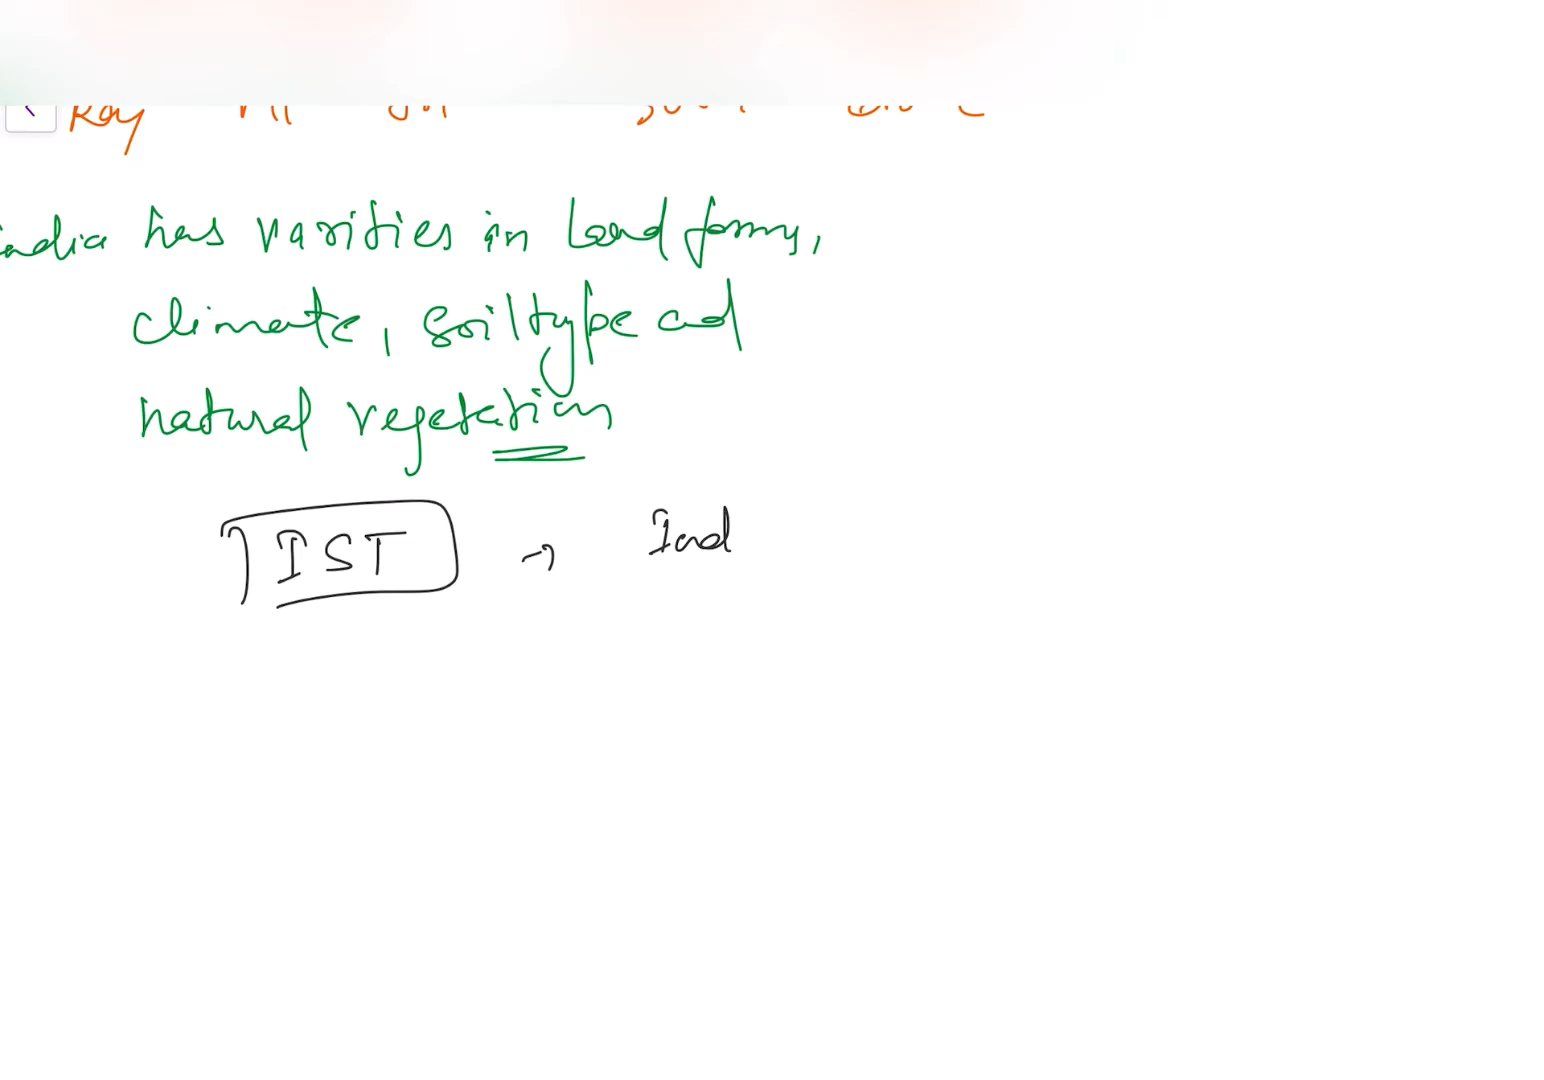 india has varities in Land forms,
climate, soiltype and
natural vegetation
IST → Ind